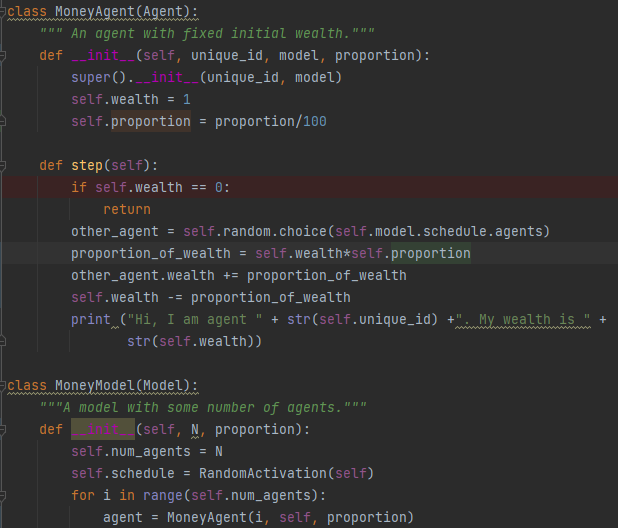 class MoneyAgent(Agent):
    """ An agent with fixed initial wealth."""
    def __init__(self, unique_id, model, proportion):
        super().__init__(unique_id, model)
        self.wealth = 1
        self.proportion = proportion/100
    def step(self):
        if self.wealth == 0:
            return
        other_agent = self.random.choice(self.model.schedule.agents)
        proportion_of_wealth = self.wealth*self.proportion
        other_agent.wealth += proportion_of_wealth
        self.wealth -= proportion_of_wealth
        print ("Hi, I am agent " + str(self.unique_id) +". My wealth is " +
               str(self.wealth))
class MoneyModel(Model):
    """A model with some number of agents."""
    def __init__(self, N, proportion):
        self.num_agents = N
        self.schedule = RandomActivation(self)
        for i in range(self.num_agents):
            agent = MoneyAgent(i, self, proportion)